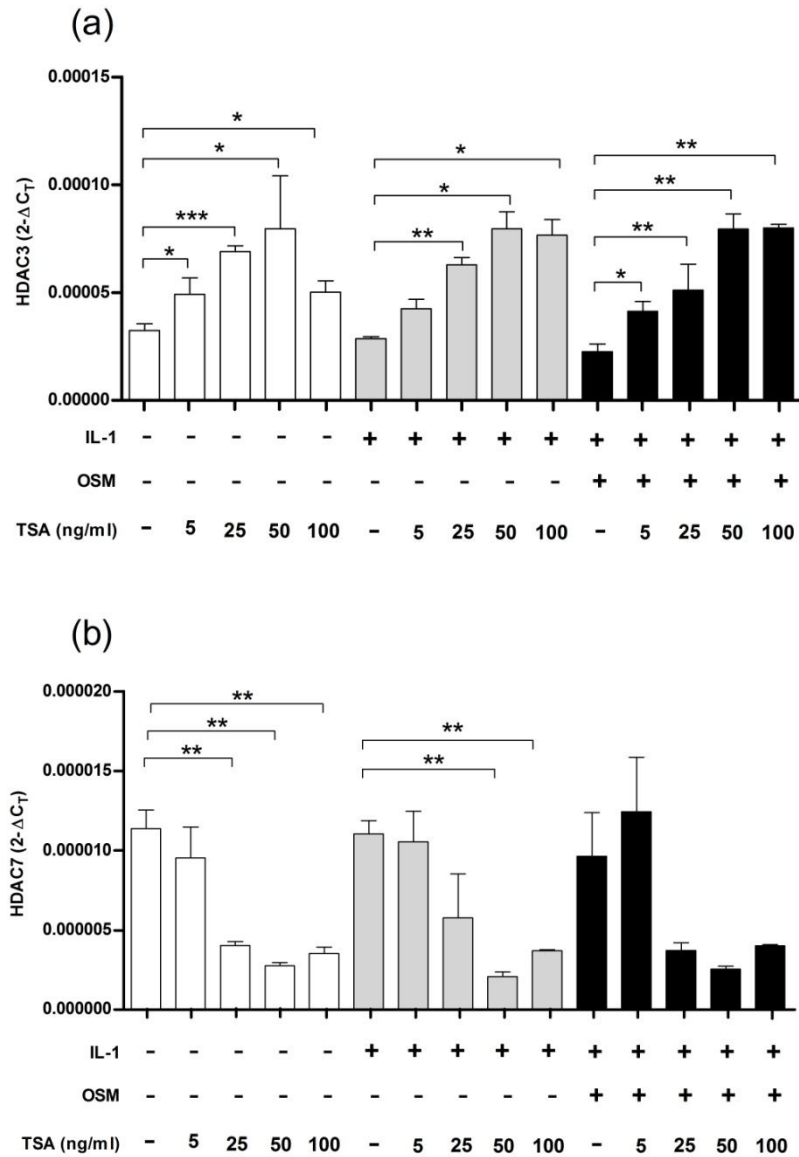 (a)
HDAC3 (2-ΔC_T)
0.00015
0.00010
0.00005
0.00000
* *** * *
** * *
* ** ** **
IL-1 – – – – – + + + + + + + + + +
OSM – – – – – – – – – – + + + + +
TSA (ng/ml) – 5 25 50 100 – 5 25 50 100 – 5 25 50 100
(b)
HDAC7 (2-ΔC_T)
0.000020
0.000015
0.000010
0.000005
0.000000
** ** **
** **
IL-1 – – – – – + + + + + + + + + +
OSM – – – – – – – – – – + + + + +
TSA (ng/ml) – 5 25 50 100 – 5 25 50 100 – 5 25 50 100